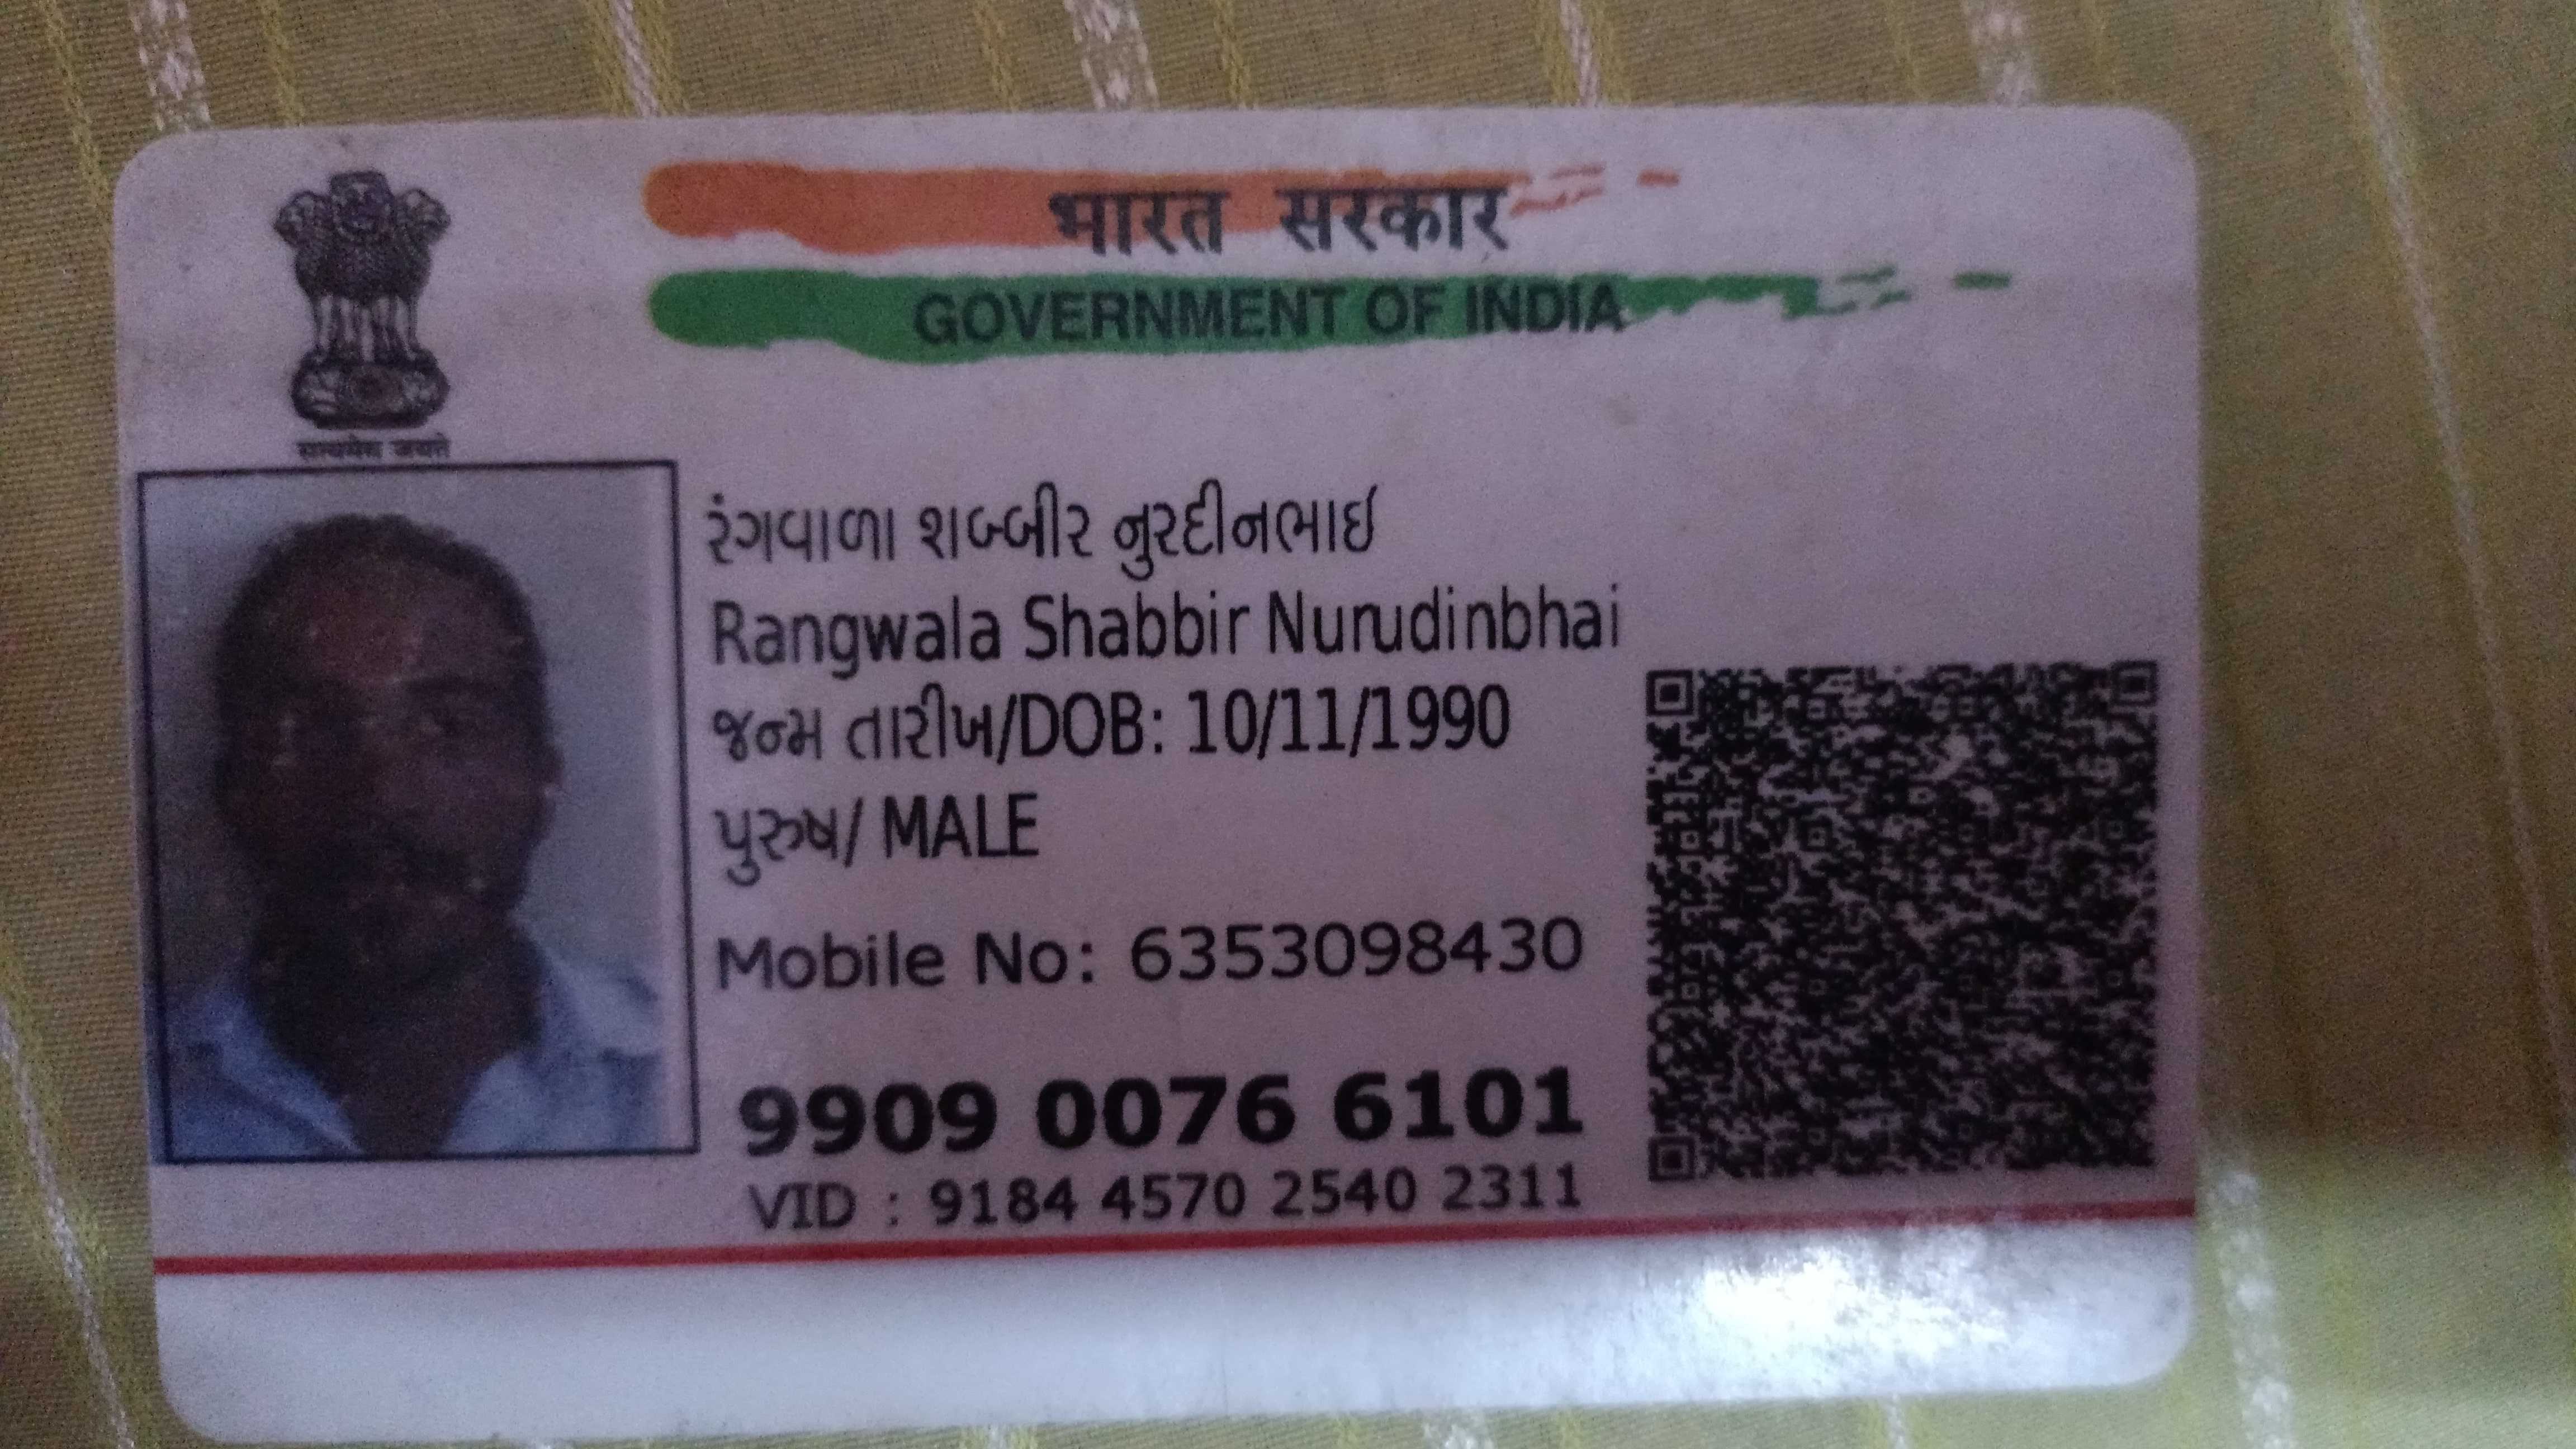 भारत सरकार
GOVERNMENT OF INDIA
सत्यमेव जयते
રંગવાળા શબ્બીર નુરદીનભાઇ
Rangwala Shabbir Nurudinbhai
જન્મ તારીખ/DOB: 10/11/1990
પુરુષ/ MALE
Mobile No: 6353098430
9909 0076 6101
VID : 9184 4570 2540 2311